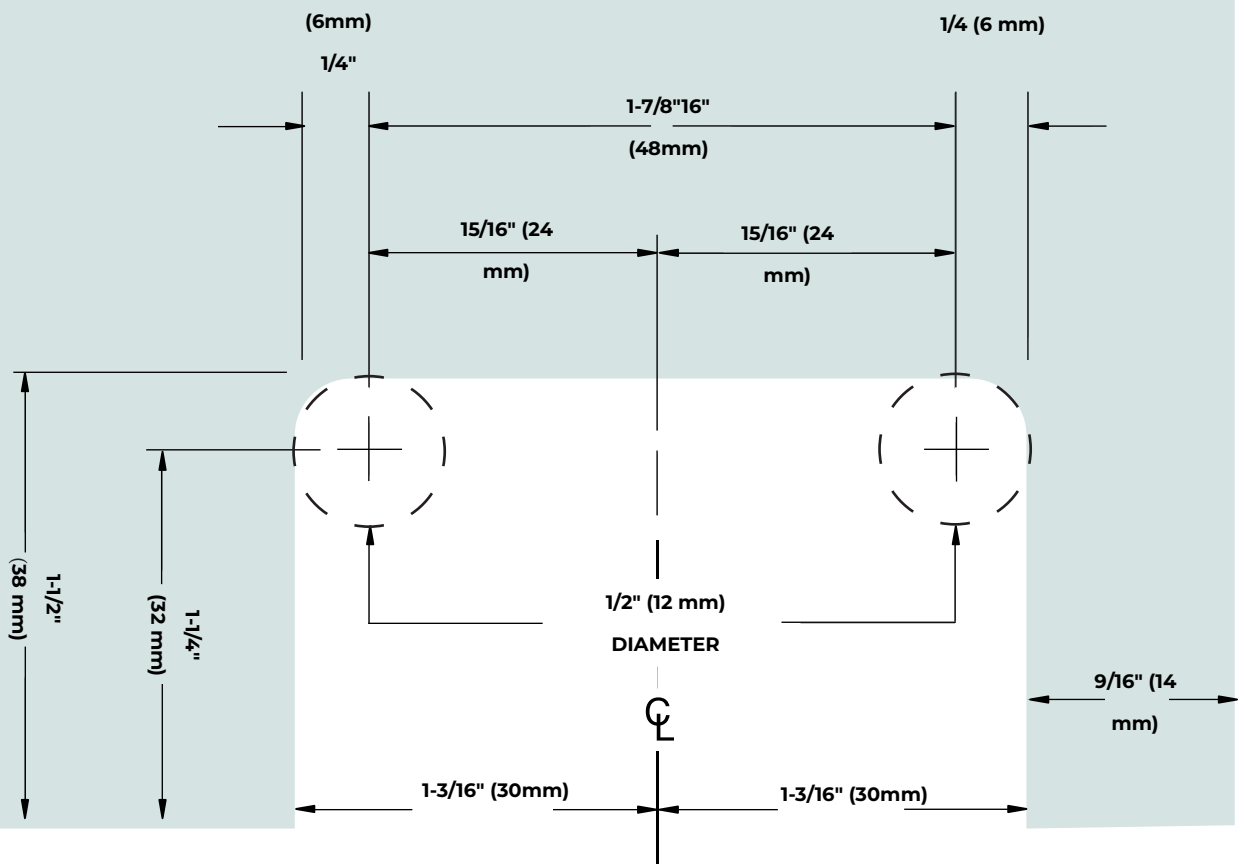 (6mm)
1/4"
1/4 (6 mm)
1-7/8"16"
(48mm)
15/16" (24
mm)
15/16" (24
mm)
1-1/2"
(38 mm)
1-1/4"
(32 mm)
1/2" (12 mm)
DIAMETER
℄
9/16" (14
mm)
1-3/16" (30mm)
1-3/16" (30mm)